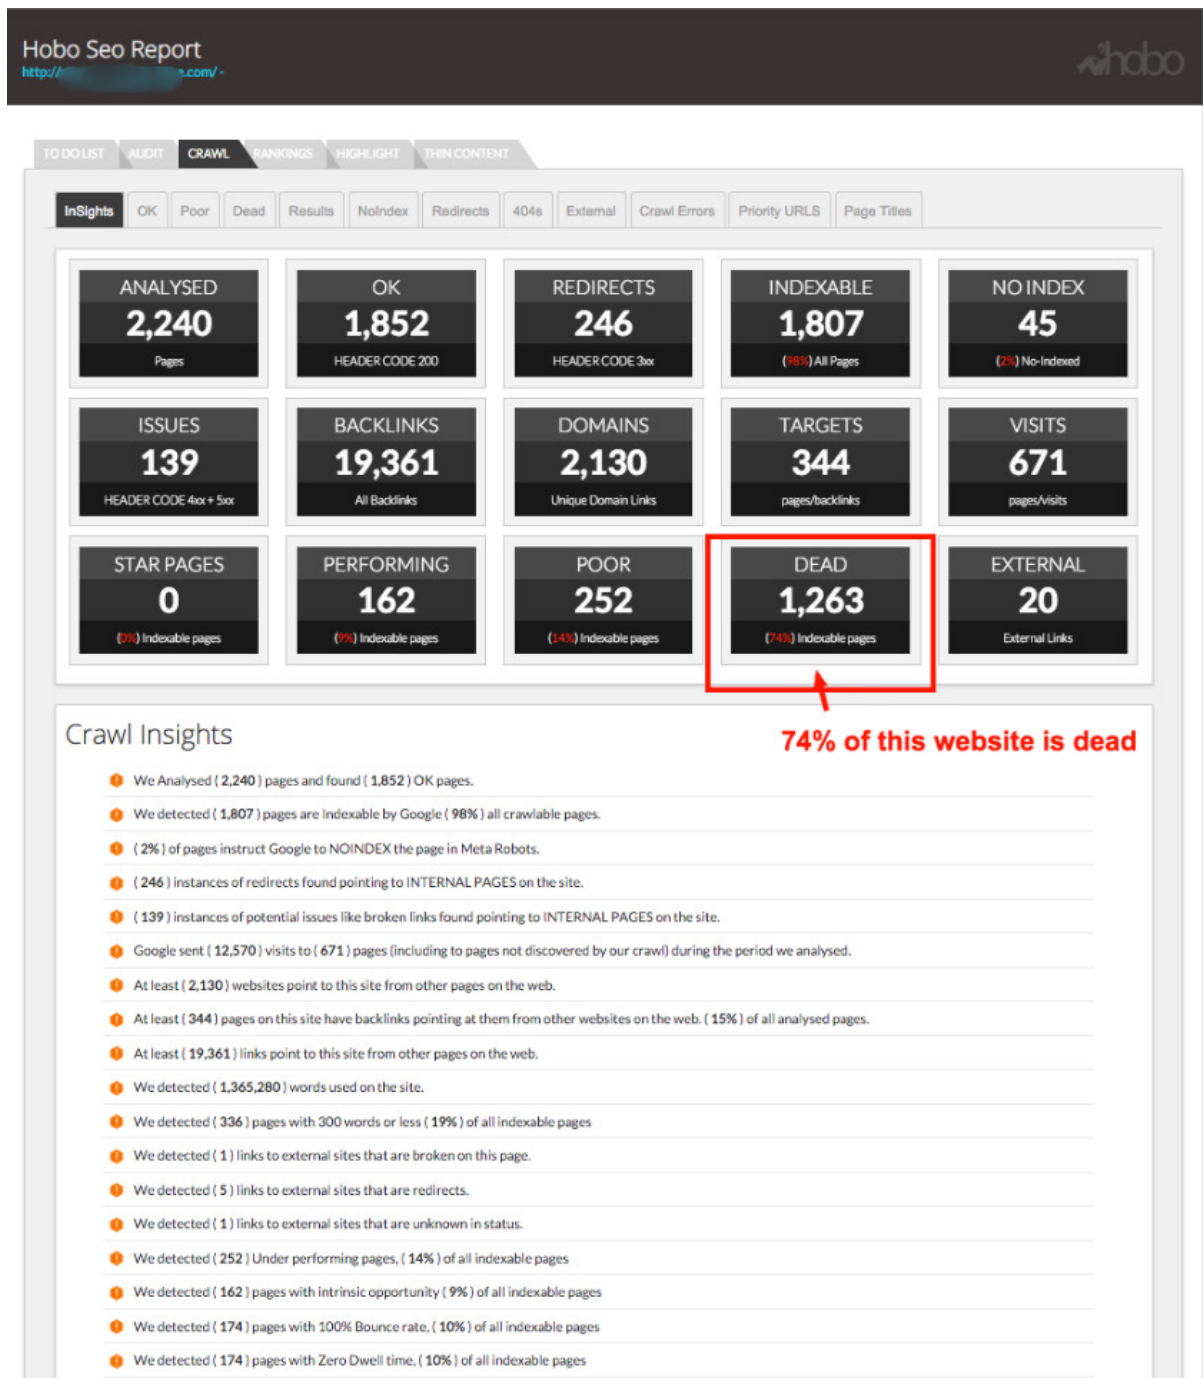 Hobo Seo Report
hobo
http:// .com/ -
TO DO LIST AUDIT CRAWL RANKINGS HIGHLIGHT THIN CONTENT
InSights OK Poor Dead Results NoIndex Redirects 404s External Crawl Errors Priority URLS Page Titles
ANALYSED OK REDIRECTS INDEXABLE NO INDEX
2,240 1,852 246 1,807 45
Pages HEADER CODE 200 HEADER CODE 3xx (98%) All Pages (2%) No-Indexed
ISSUES BACKLINKS DOMAINS TARGETS VISITS
139 19,361 2,130 344 671
HEADER CODE 4xx + 5xx All Backlinks Unique Domain Links pages/backlinks pages/visits
STAR PAGES PERFORMING POOR DEAD EXTERNAL
0 162 252 1,263 20
(0%) Indexable pages (9%) Indexable pages (14%) Indexable pages (74%) Indexable pages External Links
Crawl Insights
74% of this website is dead
We Analysed ( 2,240 ) pages and found ( 1,852 ) OK pages.
We detected ( 1,807 ) pages are Indexable by Google ( 98% ) all crawlable pages.
( 2% ) of pages instruct Google to NOINDEX the page in Meta Robots.
( 246 ) instances of redirects found pointing to INTERNAL PAGES on the site.
( 139 ) instances of potential issues like broken links found pointing to INTERNAL PAGES on the site.
Google sent ( 12,570 ) visits to ( 671 ) pages (including to pages not discovered by our crawl) during the period we analysed.
At least ( 2,130 ) websites point to this site from other pages on the web.
At least ( 344 ) pages on this site have backlinks pointing at them from other websites on the web. ( 15% ) of all analysed pages.
At least ( 19,361 ) links point to this site from other pages on the web.
We detected ( 1,365,280 ) words used on the site.
We detected ( 336 ) pages with 300 words or less ( 19% ) of all indexable pages
We detected ( 1 ) links to external sites that are broken on this page.
We detected ( 5 ) links to external sites that are redirects.
We detected ( 1 ) links to external sites that are unknown in status.
We detected ( 252 ) Under performing pages, ( 14% ) of all indexable pages
We detected ( 162 ) pages with intrinsic opportunity ( 9% ) of all indexable pages
We detected ( 174 ) pages with 100% Bounce rate, ( 10% ) of all indexable pages
We detected ( 174 ) pages with Zero Dwell time, ( 10% ) of all indexable pages